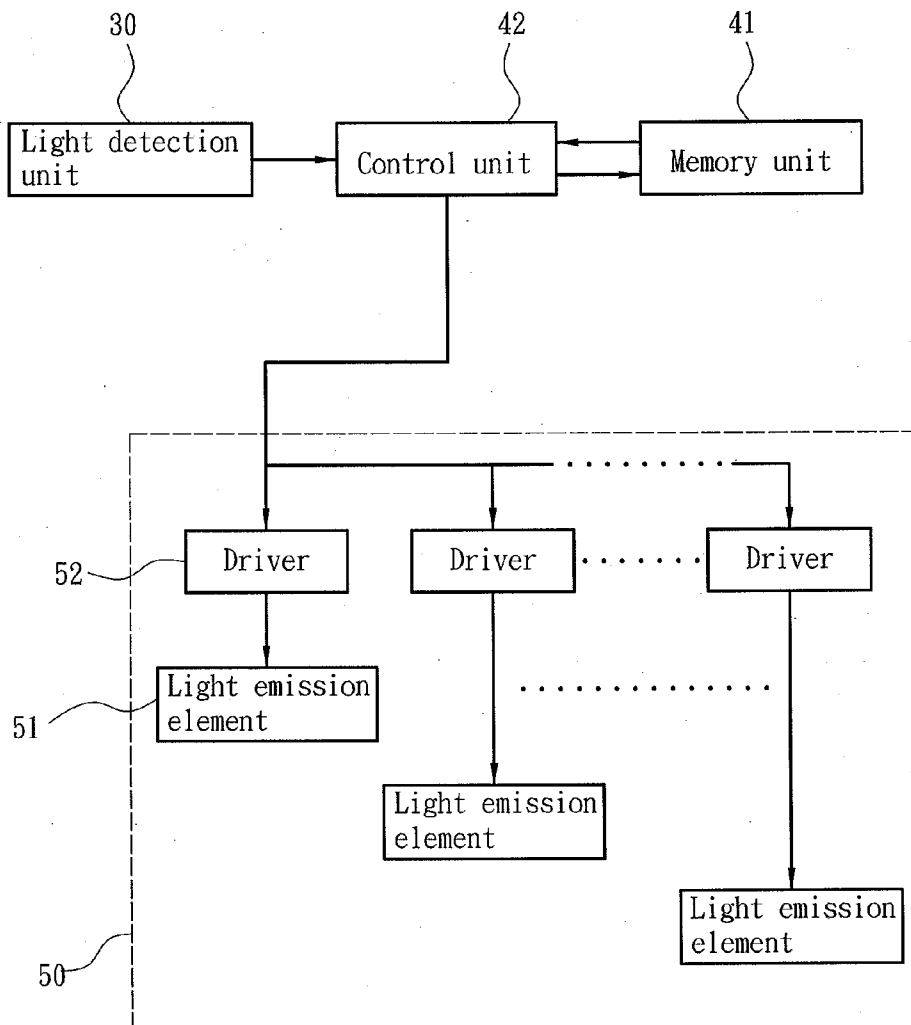 30
42
41
Light detection
unit
Control unit
Memory unit
52
Driver
Driver
Driver
51
Light emission
element
Light emission
element
Light emission
element
50